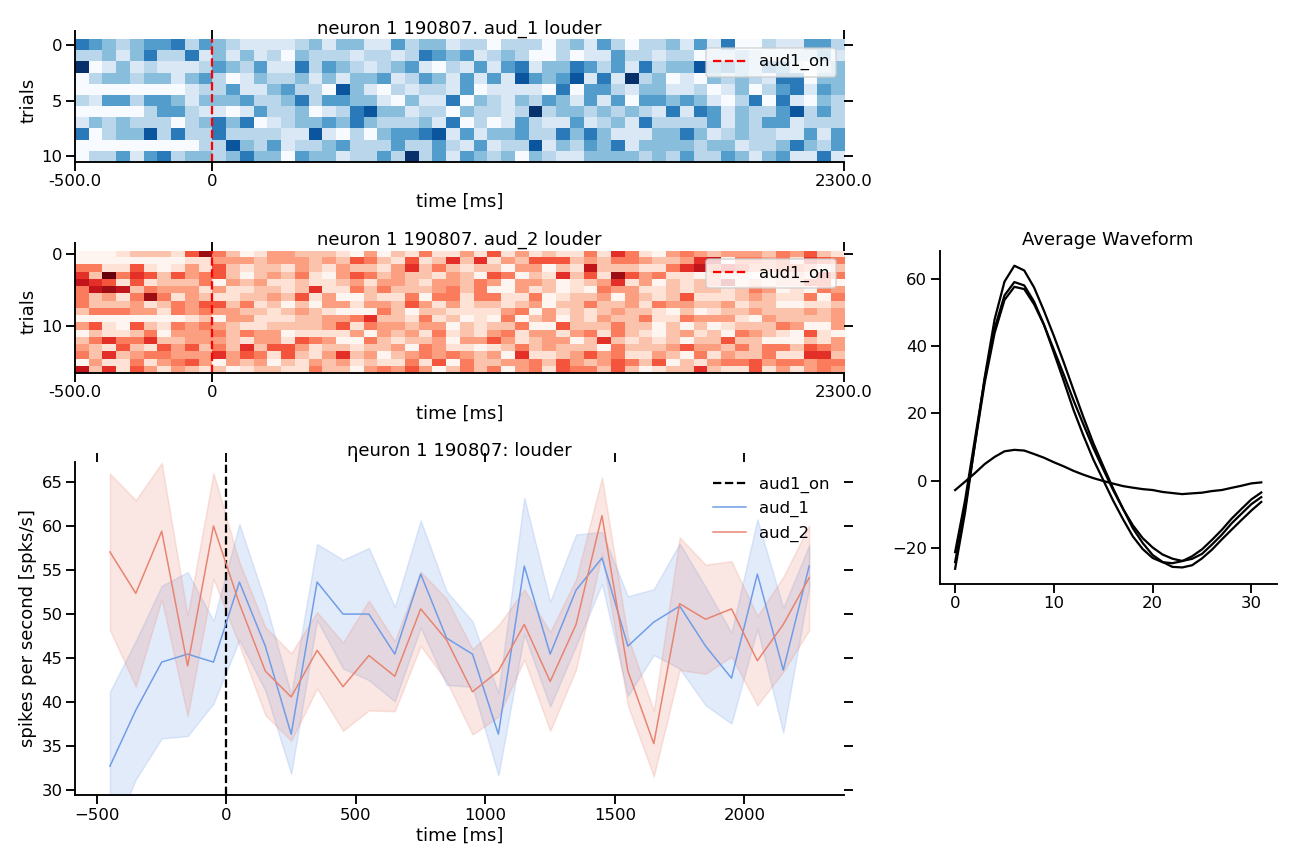 neuron 1 190807. aud_1 louder
aud1_on
trials
0
5
10
-500.0
0
2300.0
time [ms]
neuron 1 190807. aud_2 louder
aud1_on
trials
0
10
-500.0
0
2300.0
time [ms]
neuron 1 190807: louder
aud1_on
aud_1
aud_2
spikes per second [spks/s]
65
60
55
50
45
40
35
30
−500
0
500
1000
1500
2000
time [ms]
Average Waveform
60
40
20
0
−20
0
10
20
30